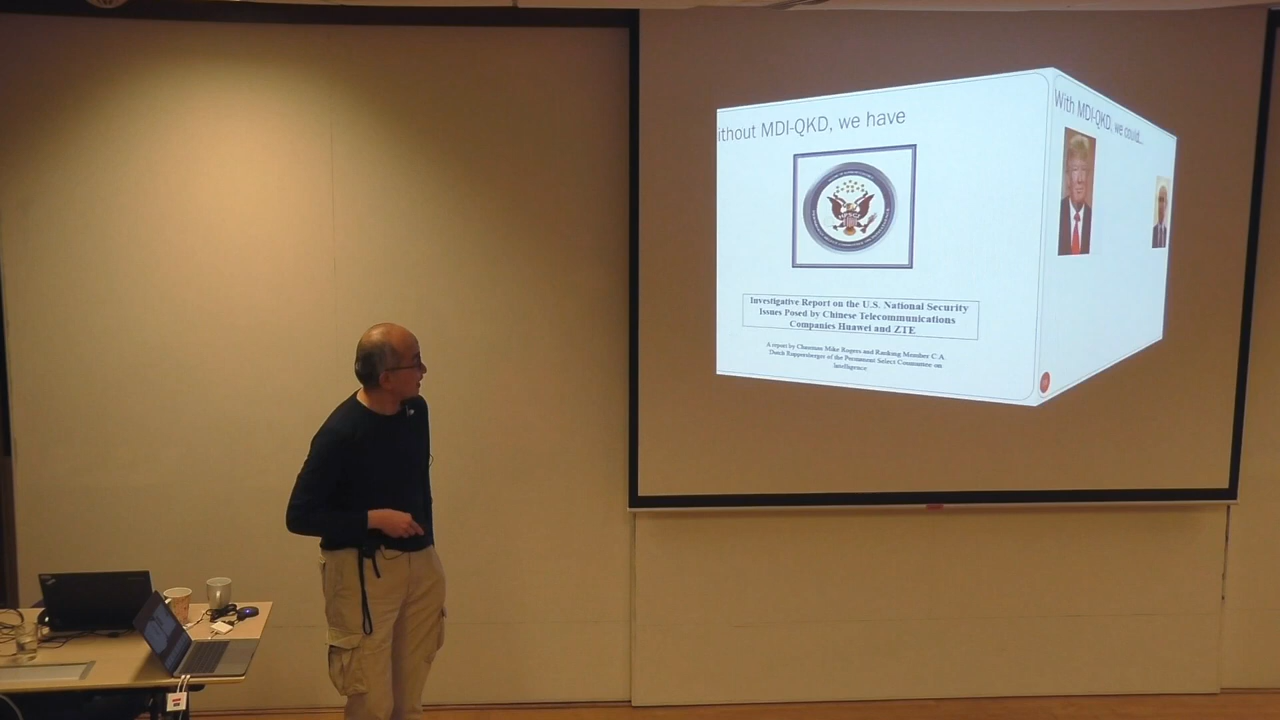 ithout MDI-QKD, we have
With MDI-QKD, we could...
HPSCI
Investigative Report on the U.S. National Security
Issues Posed by Chinese Telecommunications
Companies Huawei and ZTE
A report by Chairman Mike Rogers and Ranking Member C.A.
Dutch Ruppersberger of the Permanent Select Committee on
Intelligence